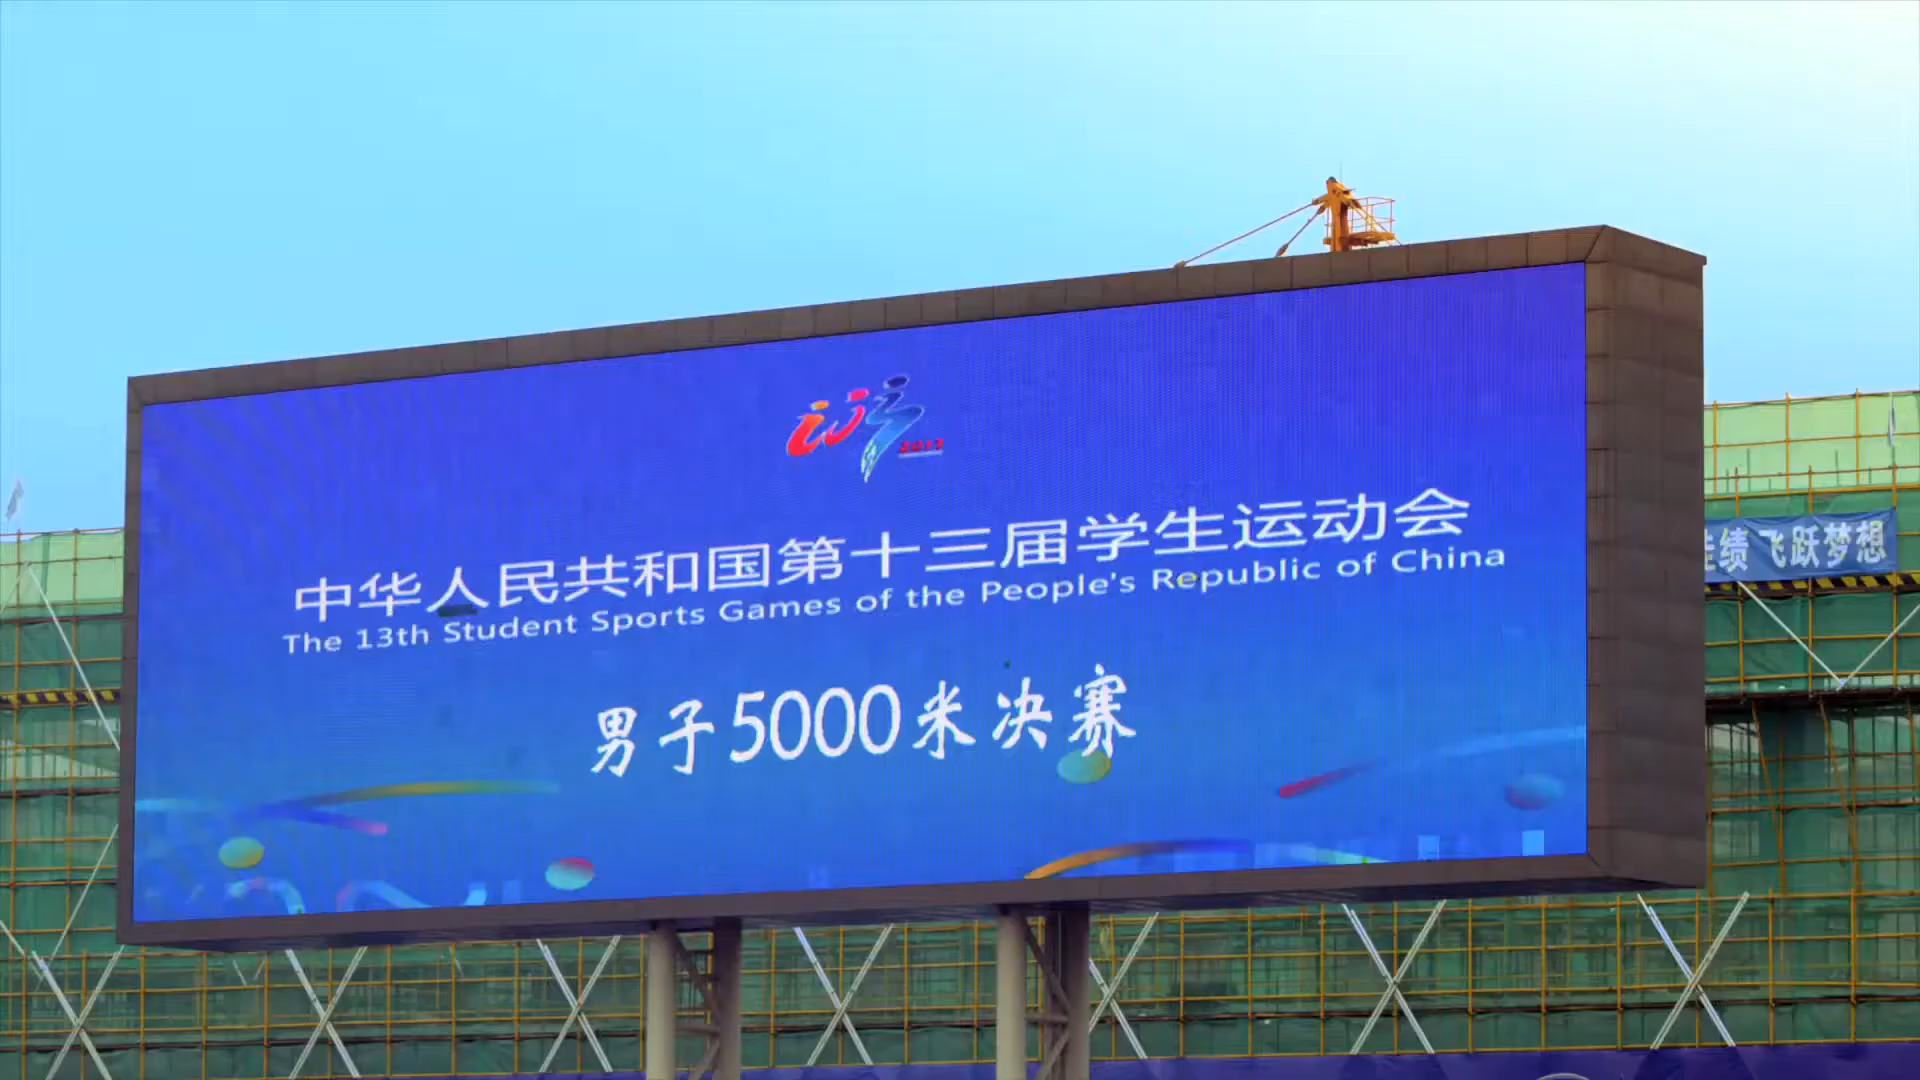 2017
中华人民共和国第十三届学生运动会
The 13th Student Sports Games of the People's Republic of China
男子5000米决赛
绩 飞跃梦想